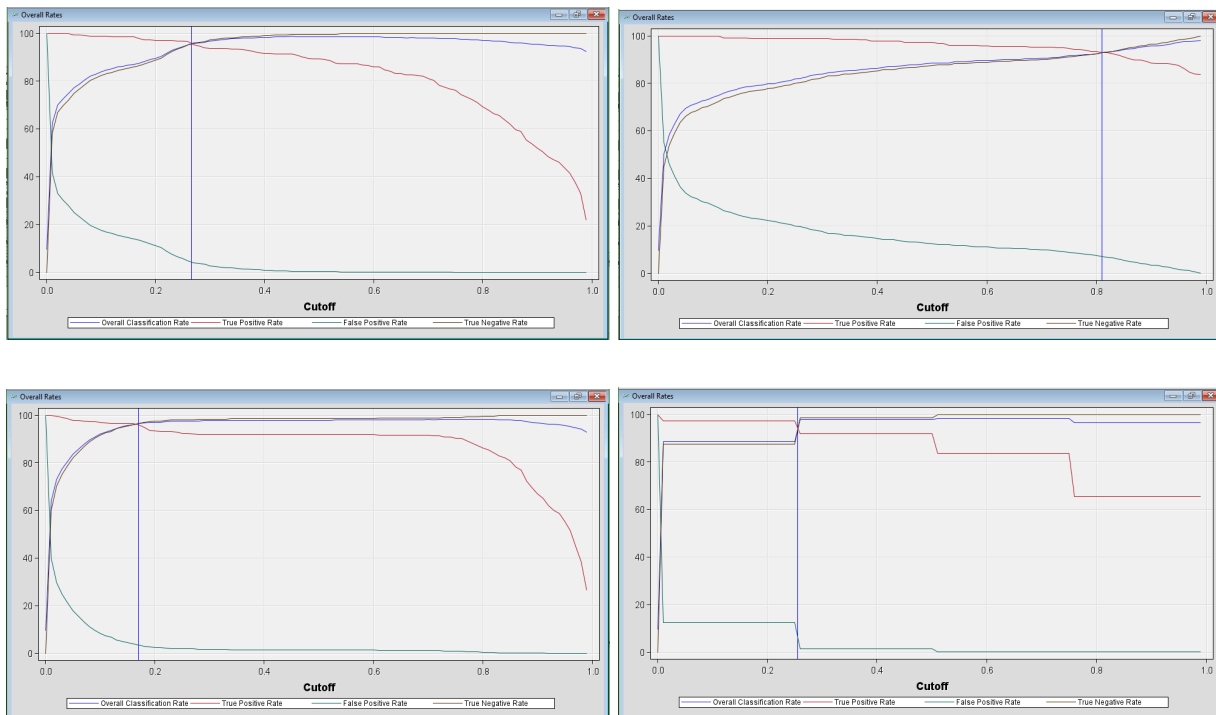 Overall Rates
100
80
60
40
20
0
0.0 0.2 0.4 0.6 0.8 1.0
Cutoff
Overall Classification Rate True Positive Rate False Positive Rate True Negative Rate
Overall Rates
100
80
60
40
20
0
0.0 0.2 0.4 0.6 0.8 1.0
Cutoff
Overall Classification Rate True Positive Rate False Positive Rate True Negative Rate
Overall Rates
100
80
60
40
20
0
0.0 0.2 0.4 0.6 0.8 1.0
Cutoff
Overall Classification Rate True Positive Rate False Positive Rate True Negative Rate
Overall Rates
100
80
60
40
20
0
0.0 0.2 0.4 0.6 0.8 1.0
Cutoff
Overall Classification Rate True Positive Rate False Positive Rate True Negative Rate